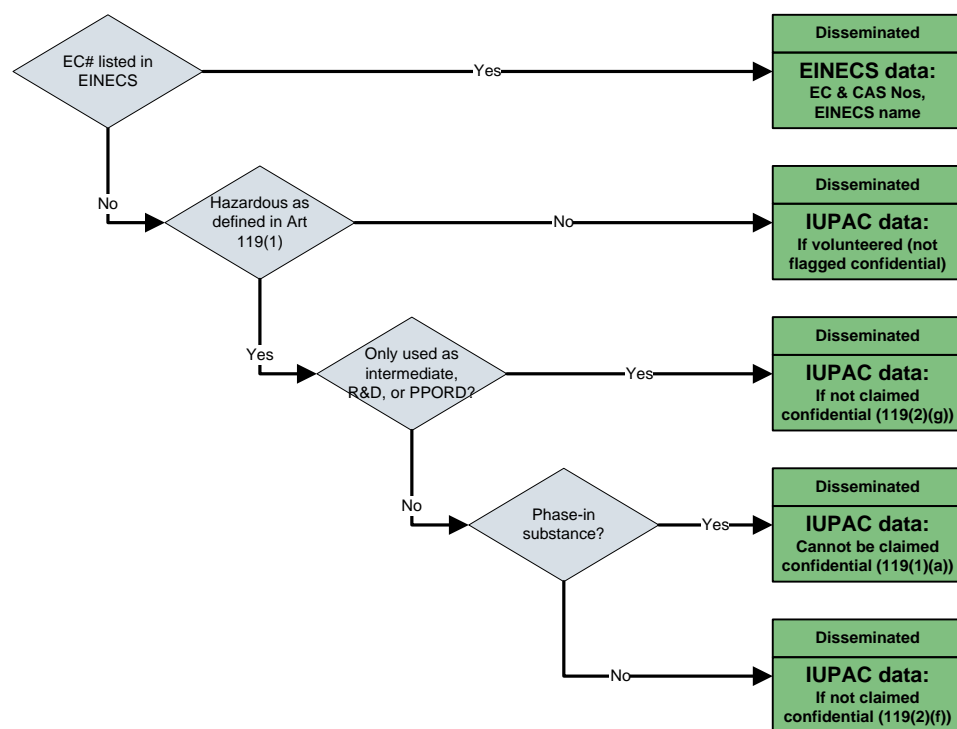 EC# listed in
EINECS
Yes
Disseminated
EINECS data:
EC & CAS Nos,
EINECS name
No
Hazardous as
defined in Art
119(1)
No
Disseminated
IUPAC data:
If volunteered (not
flagged confidential)
Yes
Only used as
intermediate,
R&D, or PPORD?
Yes
Disseminated
IUPAC data:
If not claimed
confidential (119(2)(g))
No
Phase-in
substance?
Yes
Disseminated
IUPAC data:
Cannot be claimed
confidential (119(1)(a))
No
Disseminated
IUPAC data:
If not claimed
confidential (119(2)(f))